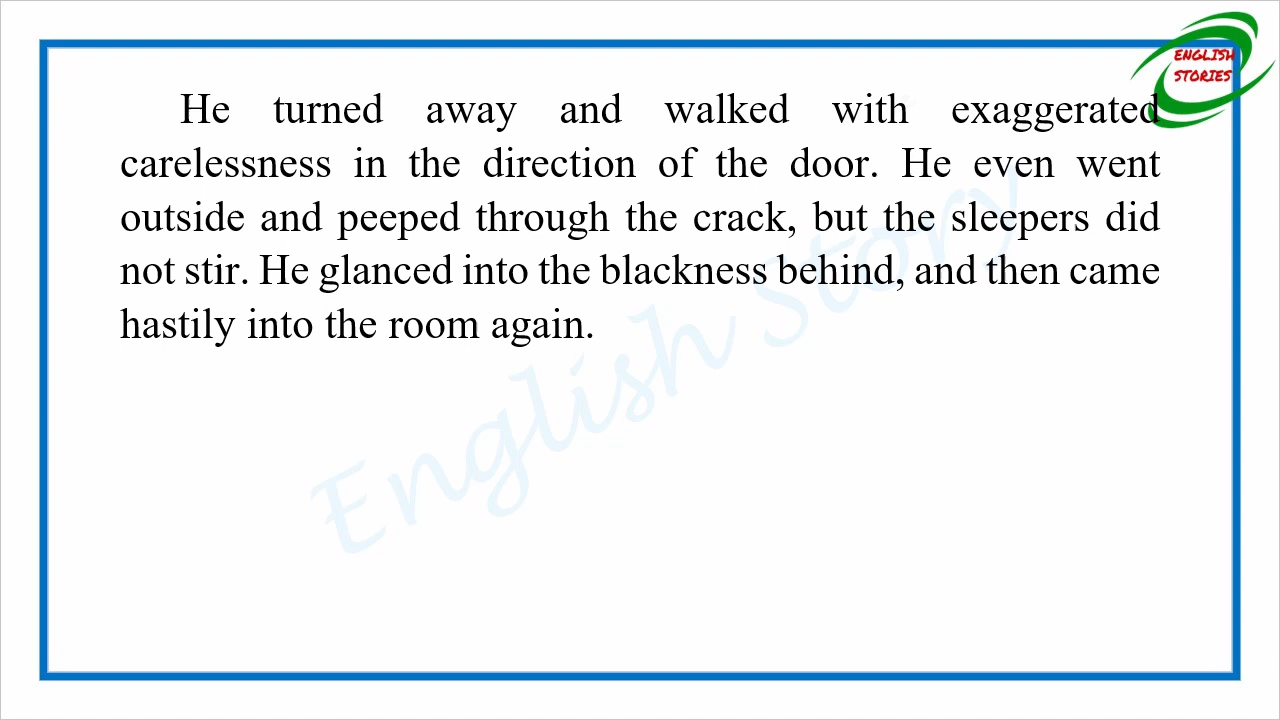 ENGLISH
STORIES
He turned away and walked with exaggerated
carelessness in the direction of the door. He even went
outside and peeped through the crack, but the sleepers did
not stir. He glanced into the blackness behind, and then came
hastily into the room again.
English Story